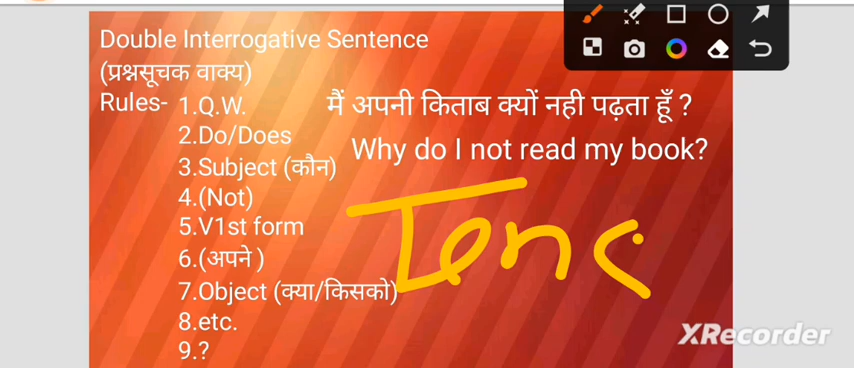 Double Interrogative Sentence
(प्रश्नसूचक वाक्य)
Rules- 1.Q.W.
2.Do/Does
3.Subject (कौन)
4.(Not)
5.V1st form
6.(अपने )
7.Object (क्या/किसको)
8.etc.
9.?
मैं अपनी किताब क्यों नही पढ़ता हूँ ?
Why do I not read my book?
XRecorder